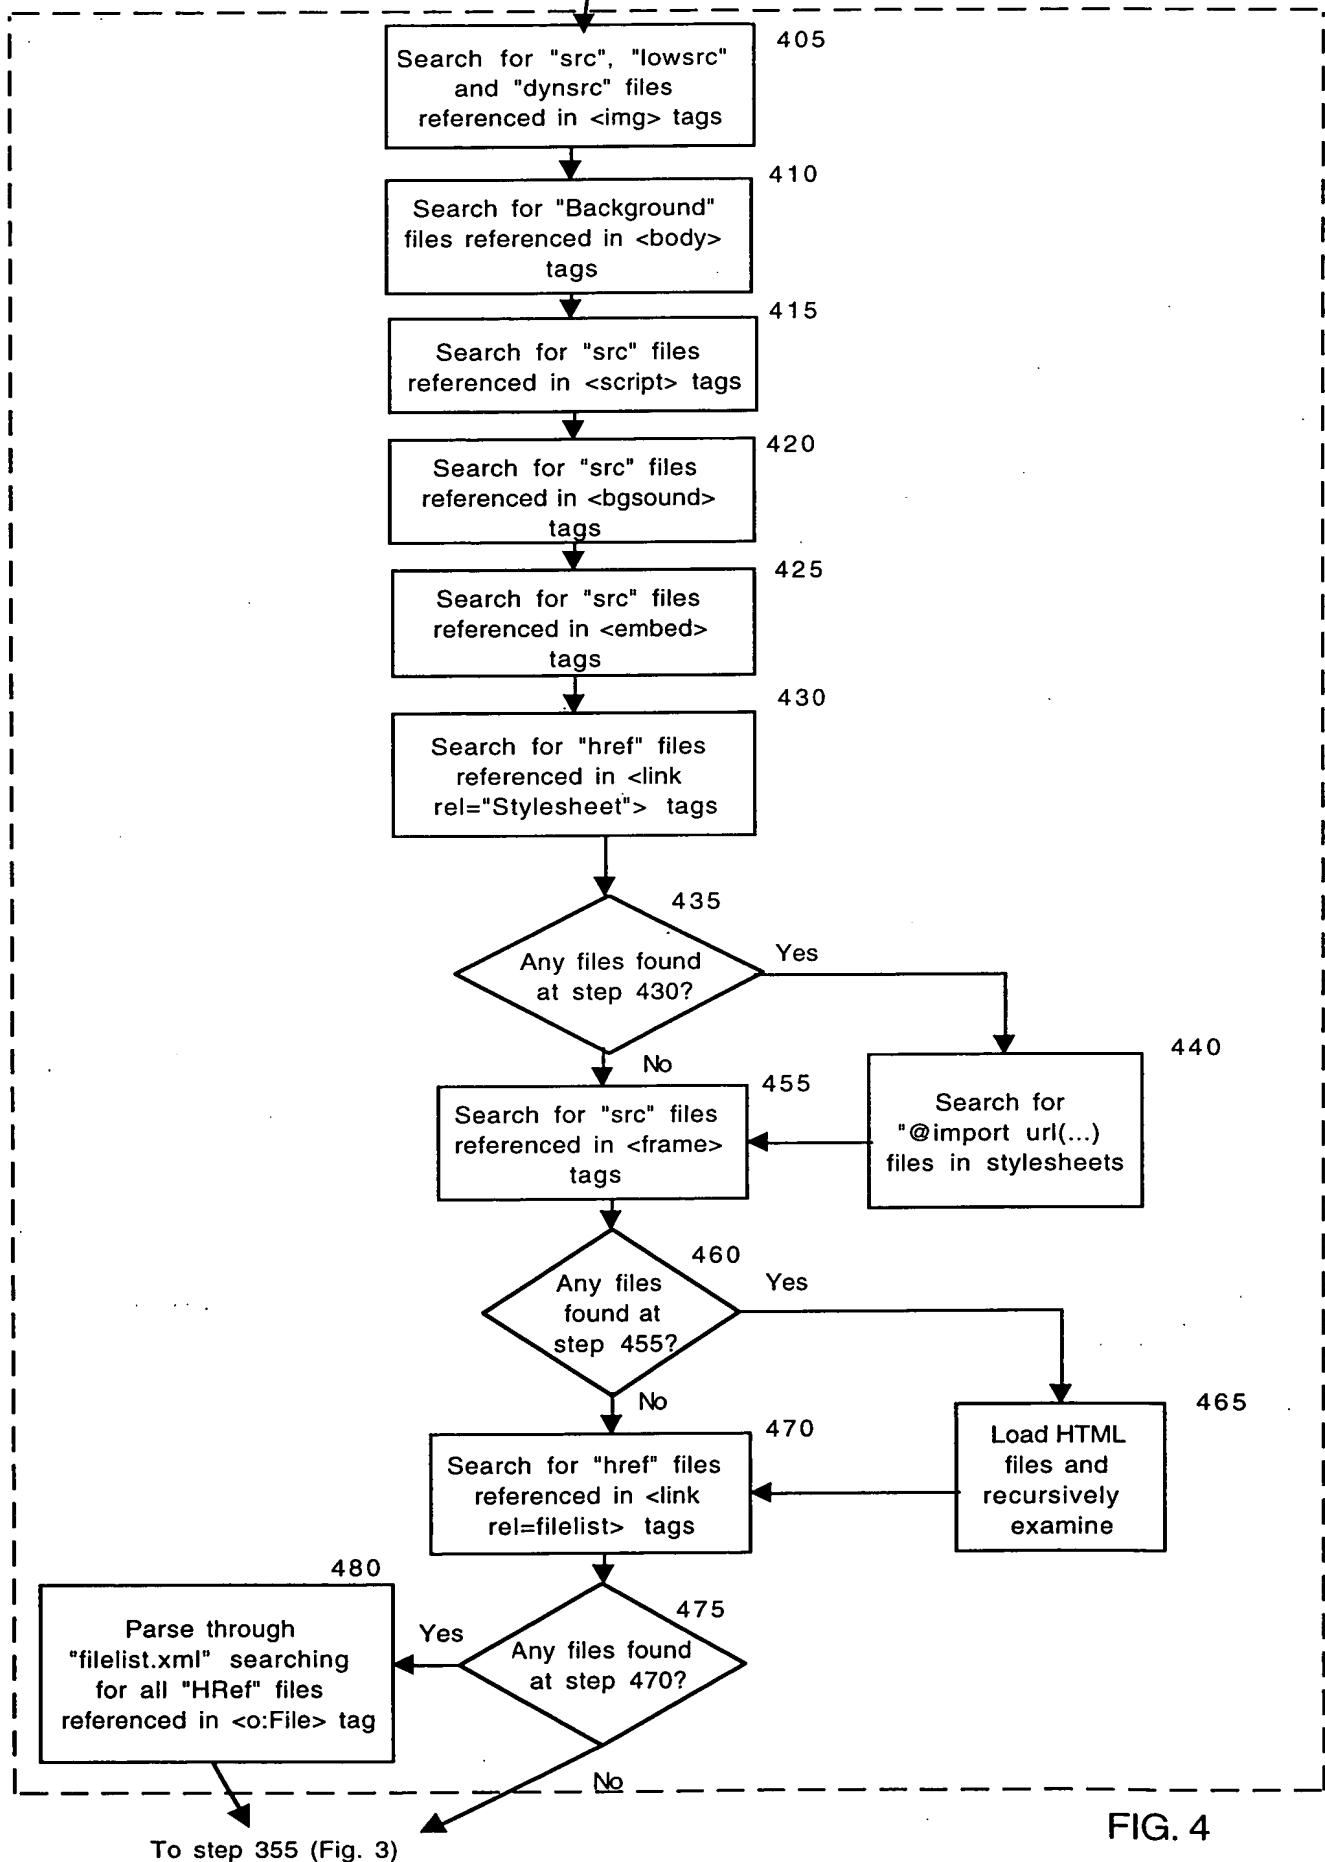 405
Search for "src", "lowsrc"
and "dynsrc" files
referenced in <img> tags
410
Search for "Background"
files referenced in <body>
tags
415
Search for "src" files
referenced in <script> tags
420
Search for "src" files
referenced in <bgsound>
tags
425
Search for "src" files
referenced in <embed>
tags
430
Search for "href" files
referenced in <link
rel="Stylesheet"> tags
435
Any files found
at step 430?
Yes
No
440
Search for
"@import url(...)
files in stylesheets
455
Search for "src" files
referenced in <frame>
tags
460
Any files
found at
step 455?
Yes
No
465
Load HTML
files and
recursively
examine
470
Search for "href" files
referenced in <link
rel=filelist> tags
475
Any files found
at step 470?
Yes
No
480
Parse through
"filelist.xml" searching
for all "HRef" files
referenced in <o:File> tag
To step 355 (Fig. 3)
FIG. 4